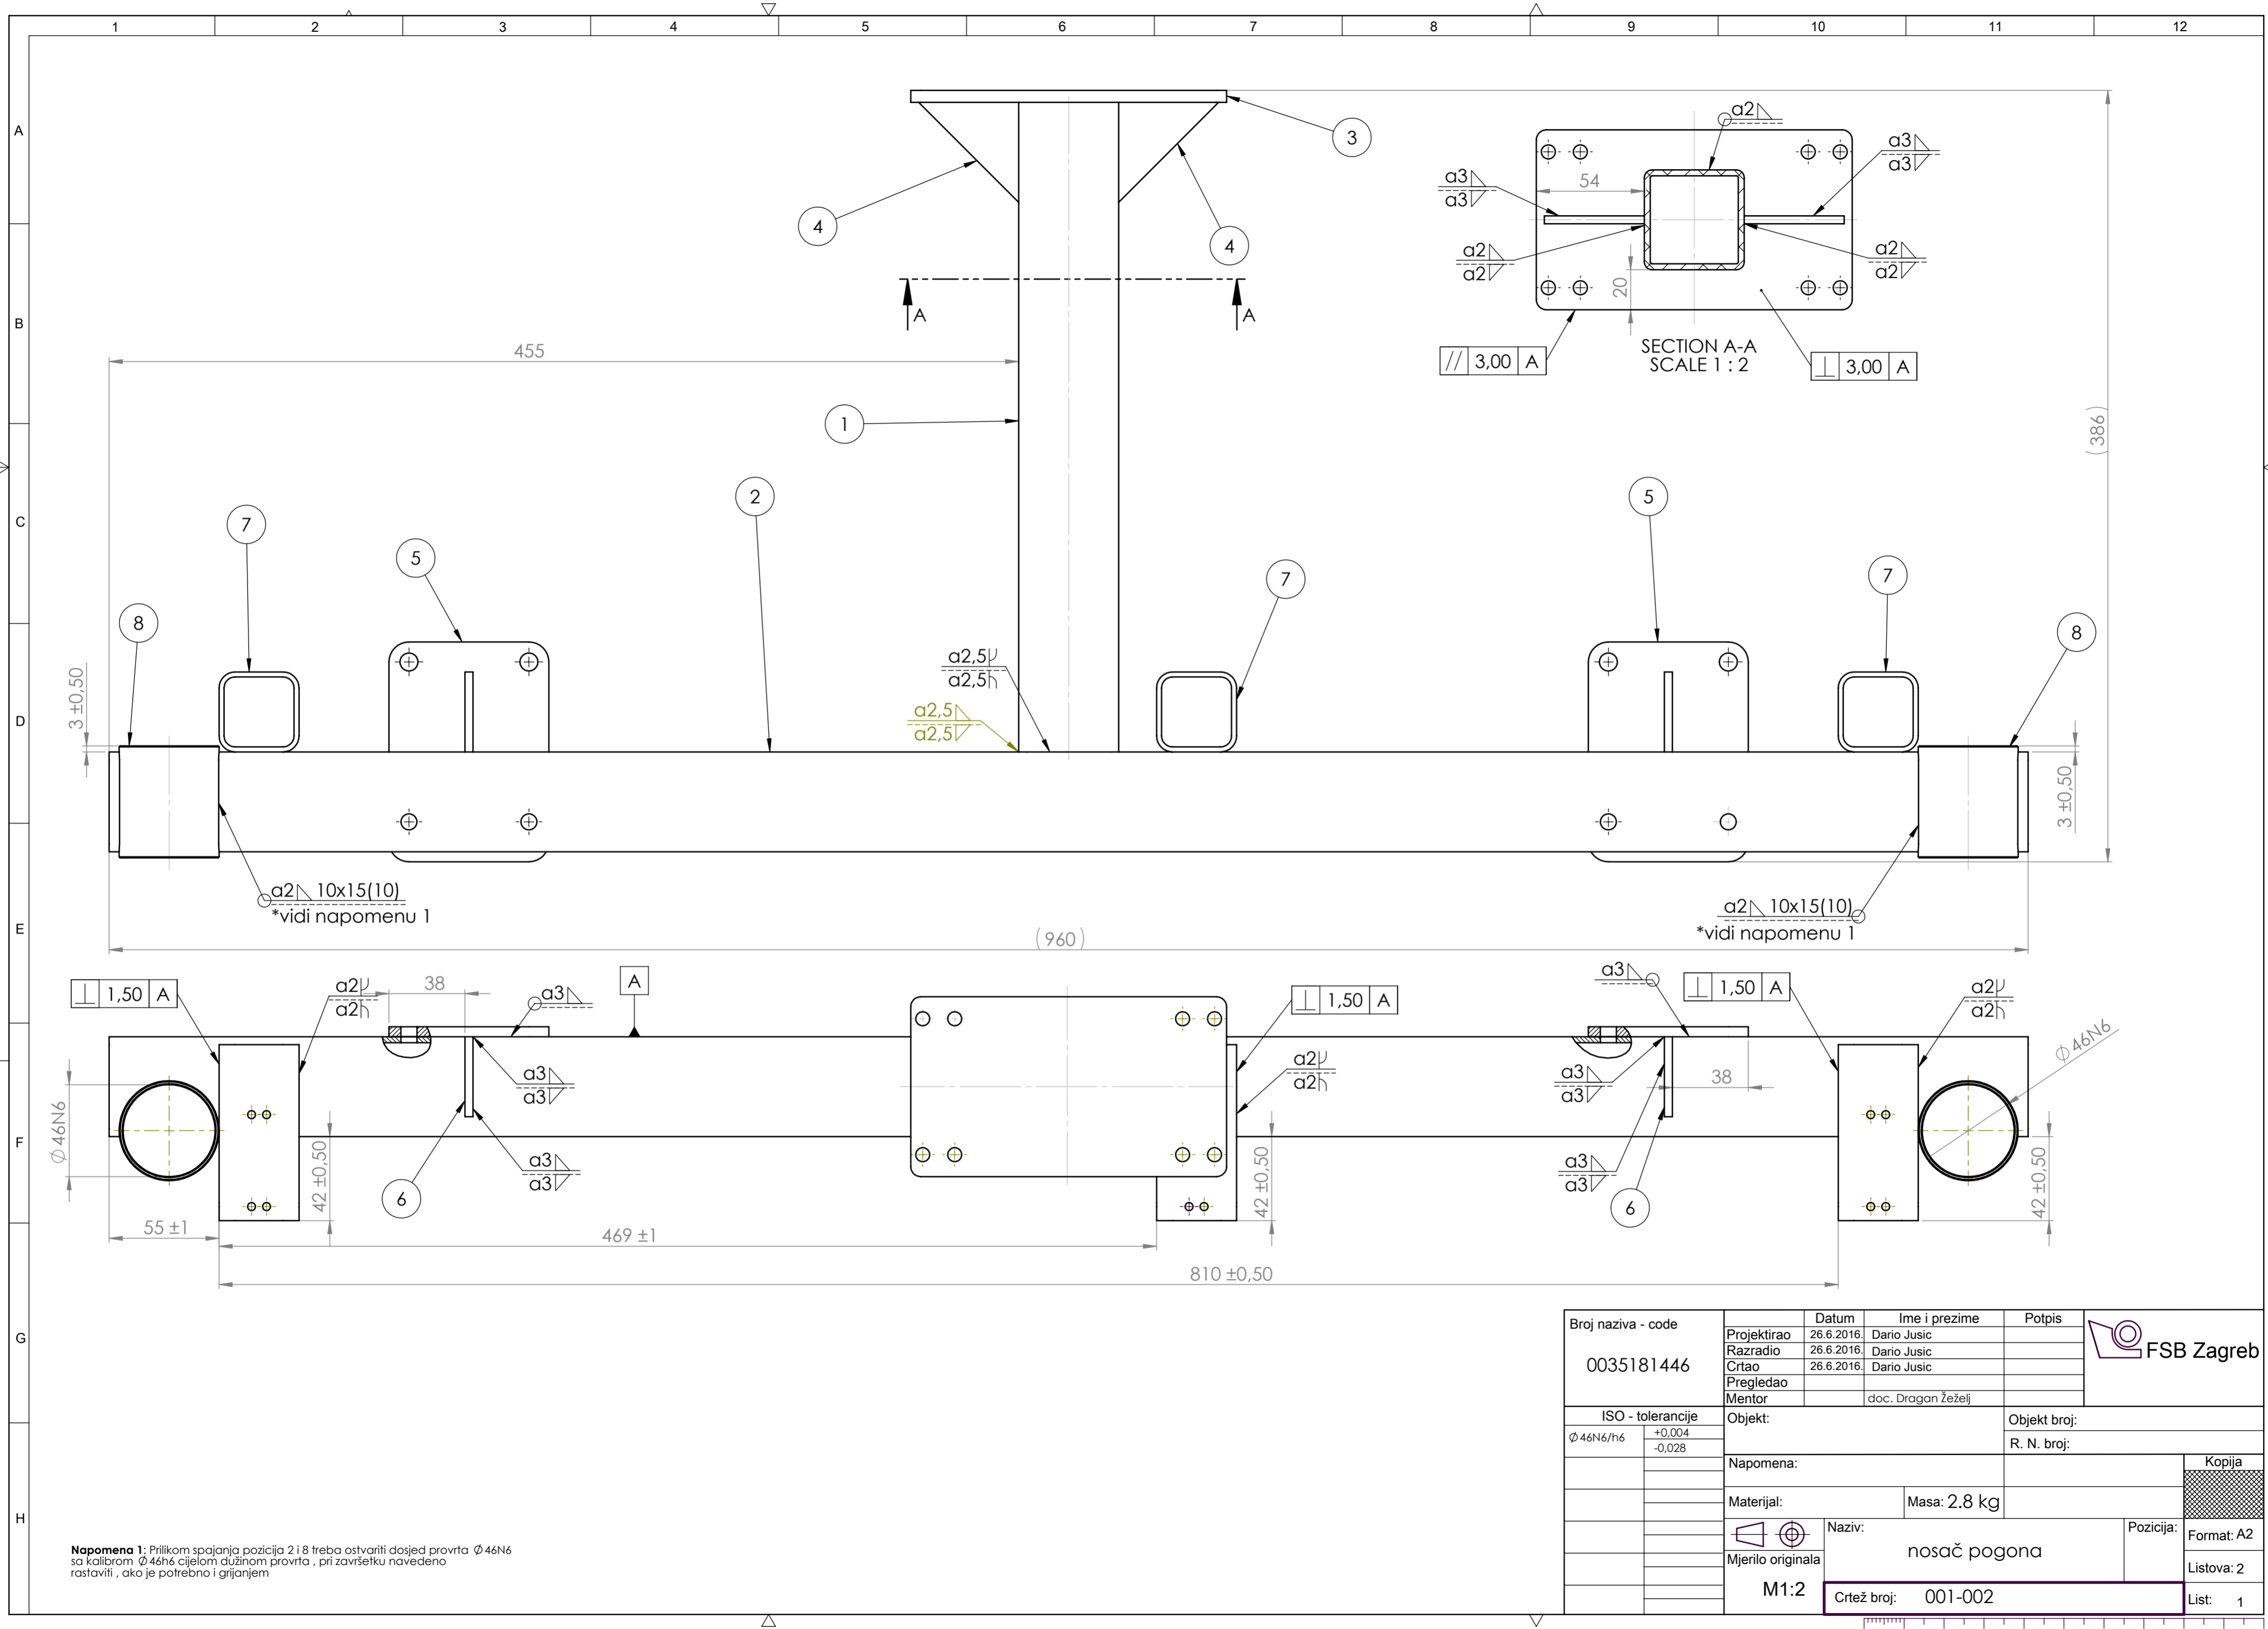 1 2 3 4 5 6 7 8 9 10 11 12
A
B
C
D
E
F
G
H
3
4
4
A A
455
1
2
(386)
a2
a3
a3
a3
a3
54
a2
a2
a2
a2
20
// 3,00 A
SECTION A-A
SCALE 1 : 2
⊥ 3,00 A
7
5
8
7
5
7
8
3 ±0,50
a2,5
a2,5
a2,5
a2,5
3 ±0,50
a2 10x15(10)
*vidi napomenu 1
a2 10x15(10)
*vidi napomenu 1
(960)
⊥ 1,50 A
a2
a2
38
a3
A
⊥ 1,50 A
a3
⊥ 1,50 A
a2
a2
∅46N6
a3
a3
a2
a2
a3
a3
38
∅46N6
a3
a3
a3
a3
6
6
42 ±0,50
42 ±0,50
42 ±0,50
55 ±1
469 ±1
810 ±0,50
Broj naziva - code
0035181446
Datum Ime i prezime Potpis
Projektirao 26.6.2016. Dario Jusic
Razradio 26.6.2016. Dario Jusic
Crtao 26.6.2016. Dario Jusic
Pregledao
Mentor doc. Dragan Žeželj
FSB Zagreb
ISO - tolerancije
∅46N6/h6 +0,004
-0,028
Objekt:
Objekt broj:
R. N. broj:
Napomena:
Kopija
Materijal:
Masa: 2.8 kg
Naziv:
nosač pogona
Pozicija:
Format: A2
Mjerilo originala
M1:2
Listova: 2
Crtež broj: 001-002
List: 1
Napomena 1: Prilikom spajanja pozicija 2 i 8 treba ostvariti dosjed provrta ∅46N6
sa kalibrom ∅46h6 cijelom dužinom provrta , pri završetku navedeno
rastaviti , ako je potrebno i grijanjem